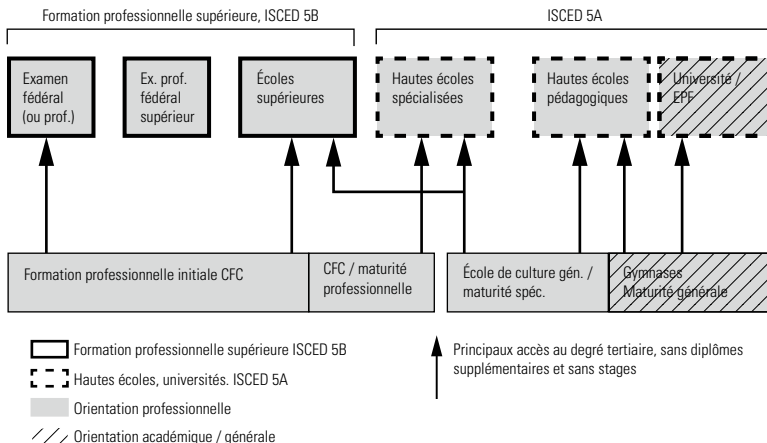 Formation professionnelle supérieure, ISCED 5B
ISCED 5A
Examen
fédéral
(ou prof.)
Ex. prof.
fédéral
supérieur
Écoles
supérieures
Hautes écoles
spécialisées
Hautes écoles
pédagogiques
Université /
EPF
Formation professionnelle initiale CFC
CFC / maturité
professionnelle
École de culture gén. /
maturité spéc.
Gymnases
Maturité générale
Formation professionnelle supérieure ISCED 5B
Hautes écoles, universités. ISCED 5A
Orientation professionnelle
Orientation académique / générale
Principaux accès au degré tertiaire, sans diplômes
supplémentaires et sans stages